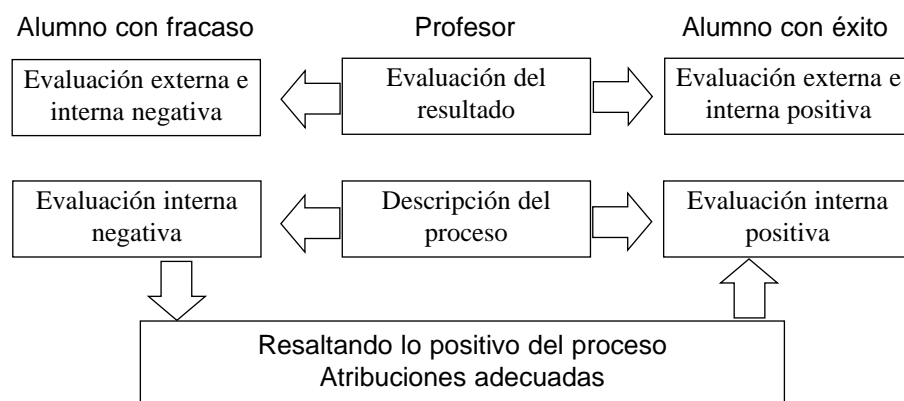 Alumno con fracaso
Profesor
Alumno con éxito
Evaluación externa e
interna negativa
Evaluación del
resultado
Evaluación externa e
interna positiva
Evaluación interna
negativa
Descripción del
proceso
Evaluación interna
positiva
Resaltando lo positivo del proceso
Atribuciones adecuadas